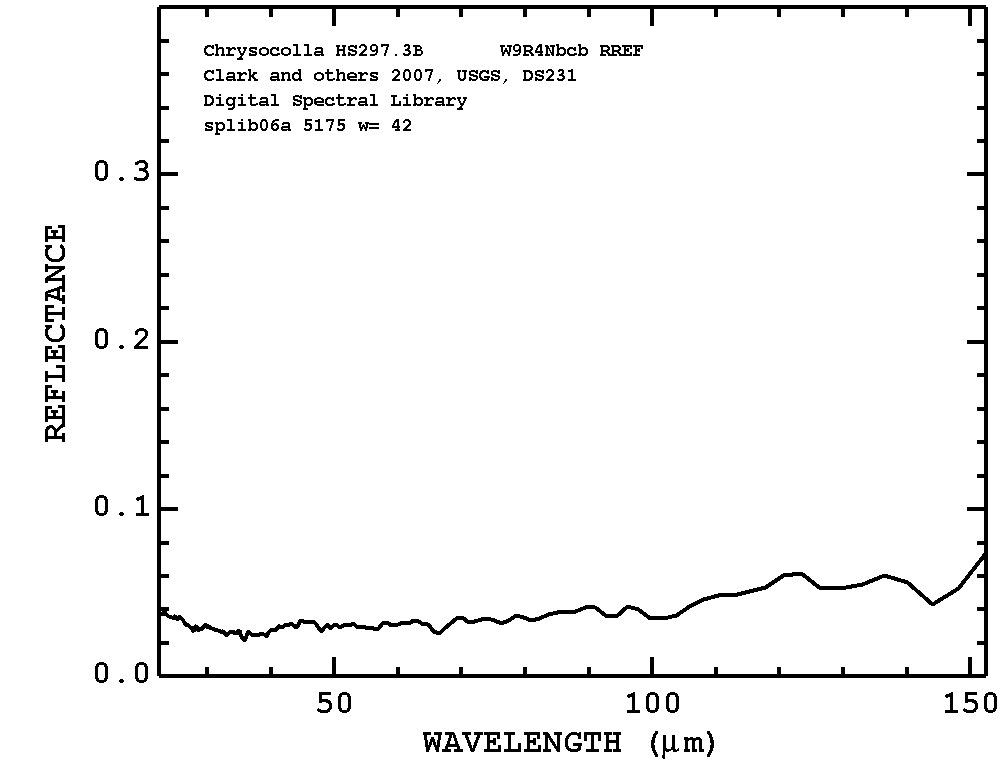 Chrysocolla HS297.3B W9R4Nbcb RREF
Clark and others 2007, USGS, DS231
Digital Spectral Library
splib06a 5175 w= 42
0.3
0.2
0.1
0.0
REFLECTANCE
50 100 150
WAVELENGTH (μm)